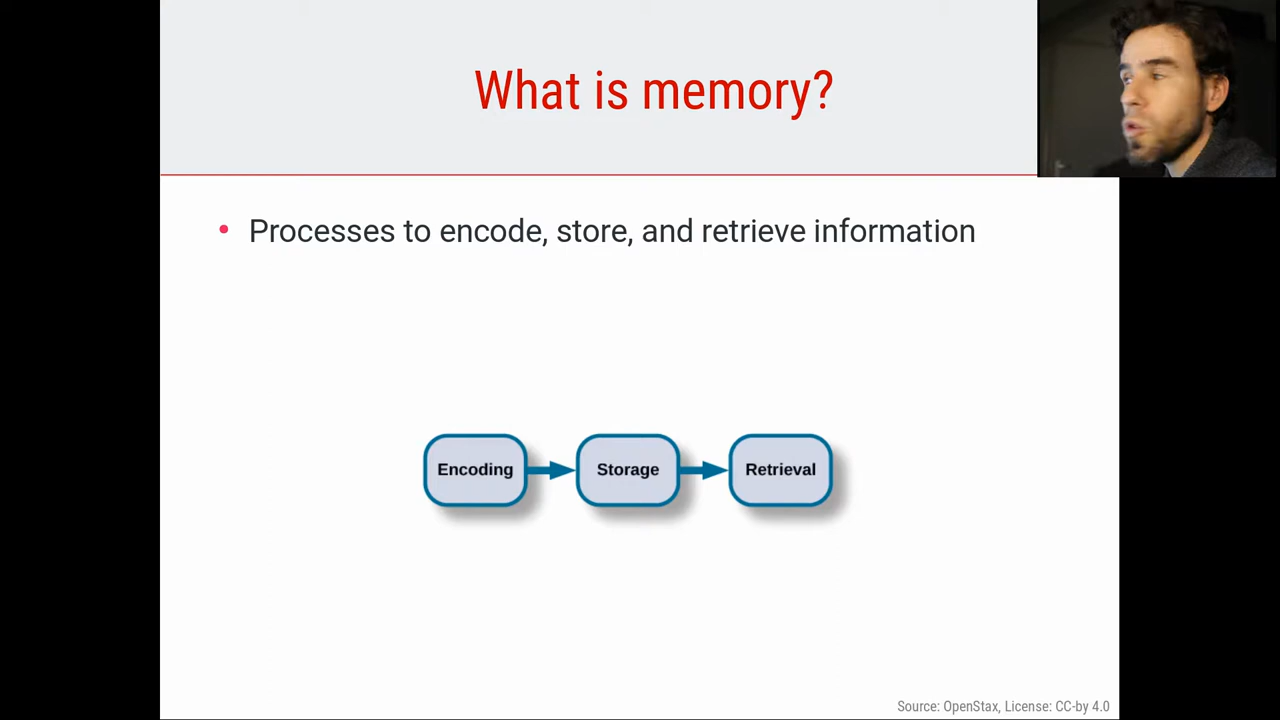 What is memory?
• Processes to encode, store, and retrieve information
Encoding
Storage
Retrieval
Source: OpenStax, License: CC-by 4.0